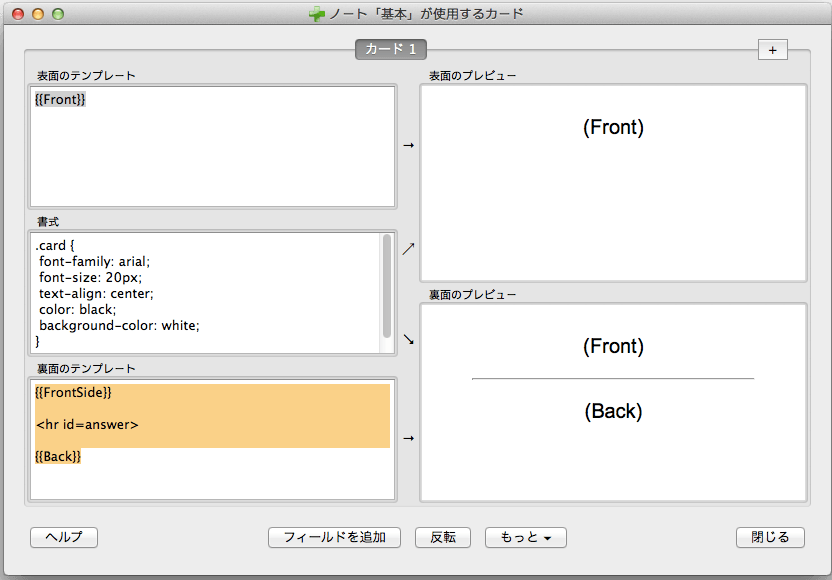 ノート「基本」が使用するカード
カード 1
+
表面のテンプレート
{{Front}}
書式
.card {
font-family: arial;
font-size: 20px;
text-align: center;
color: black;
background-color: white;
}
裏面のテンプレート
{{FrontSide}}
<hr id=answer>
{{Back}}
→
↗
↘
→
表面のプレビュー
(Front)
裏面のプレビュー
(Front)
(Back)
ヘルプ
フィールドを追加
反転
もっと
閉じる